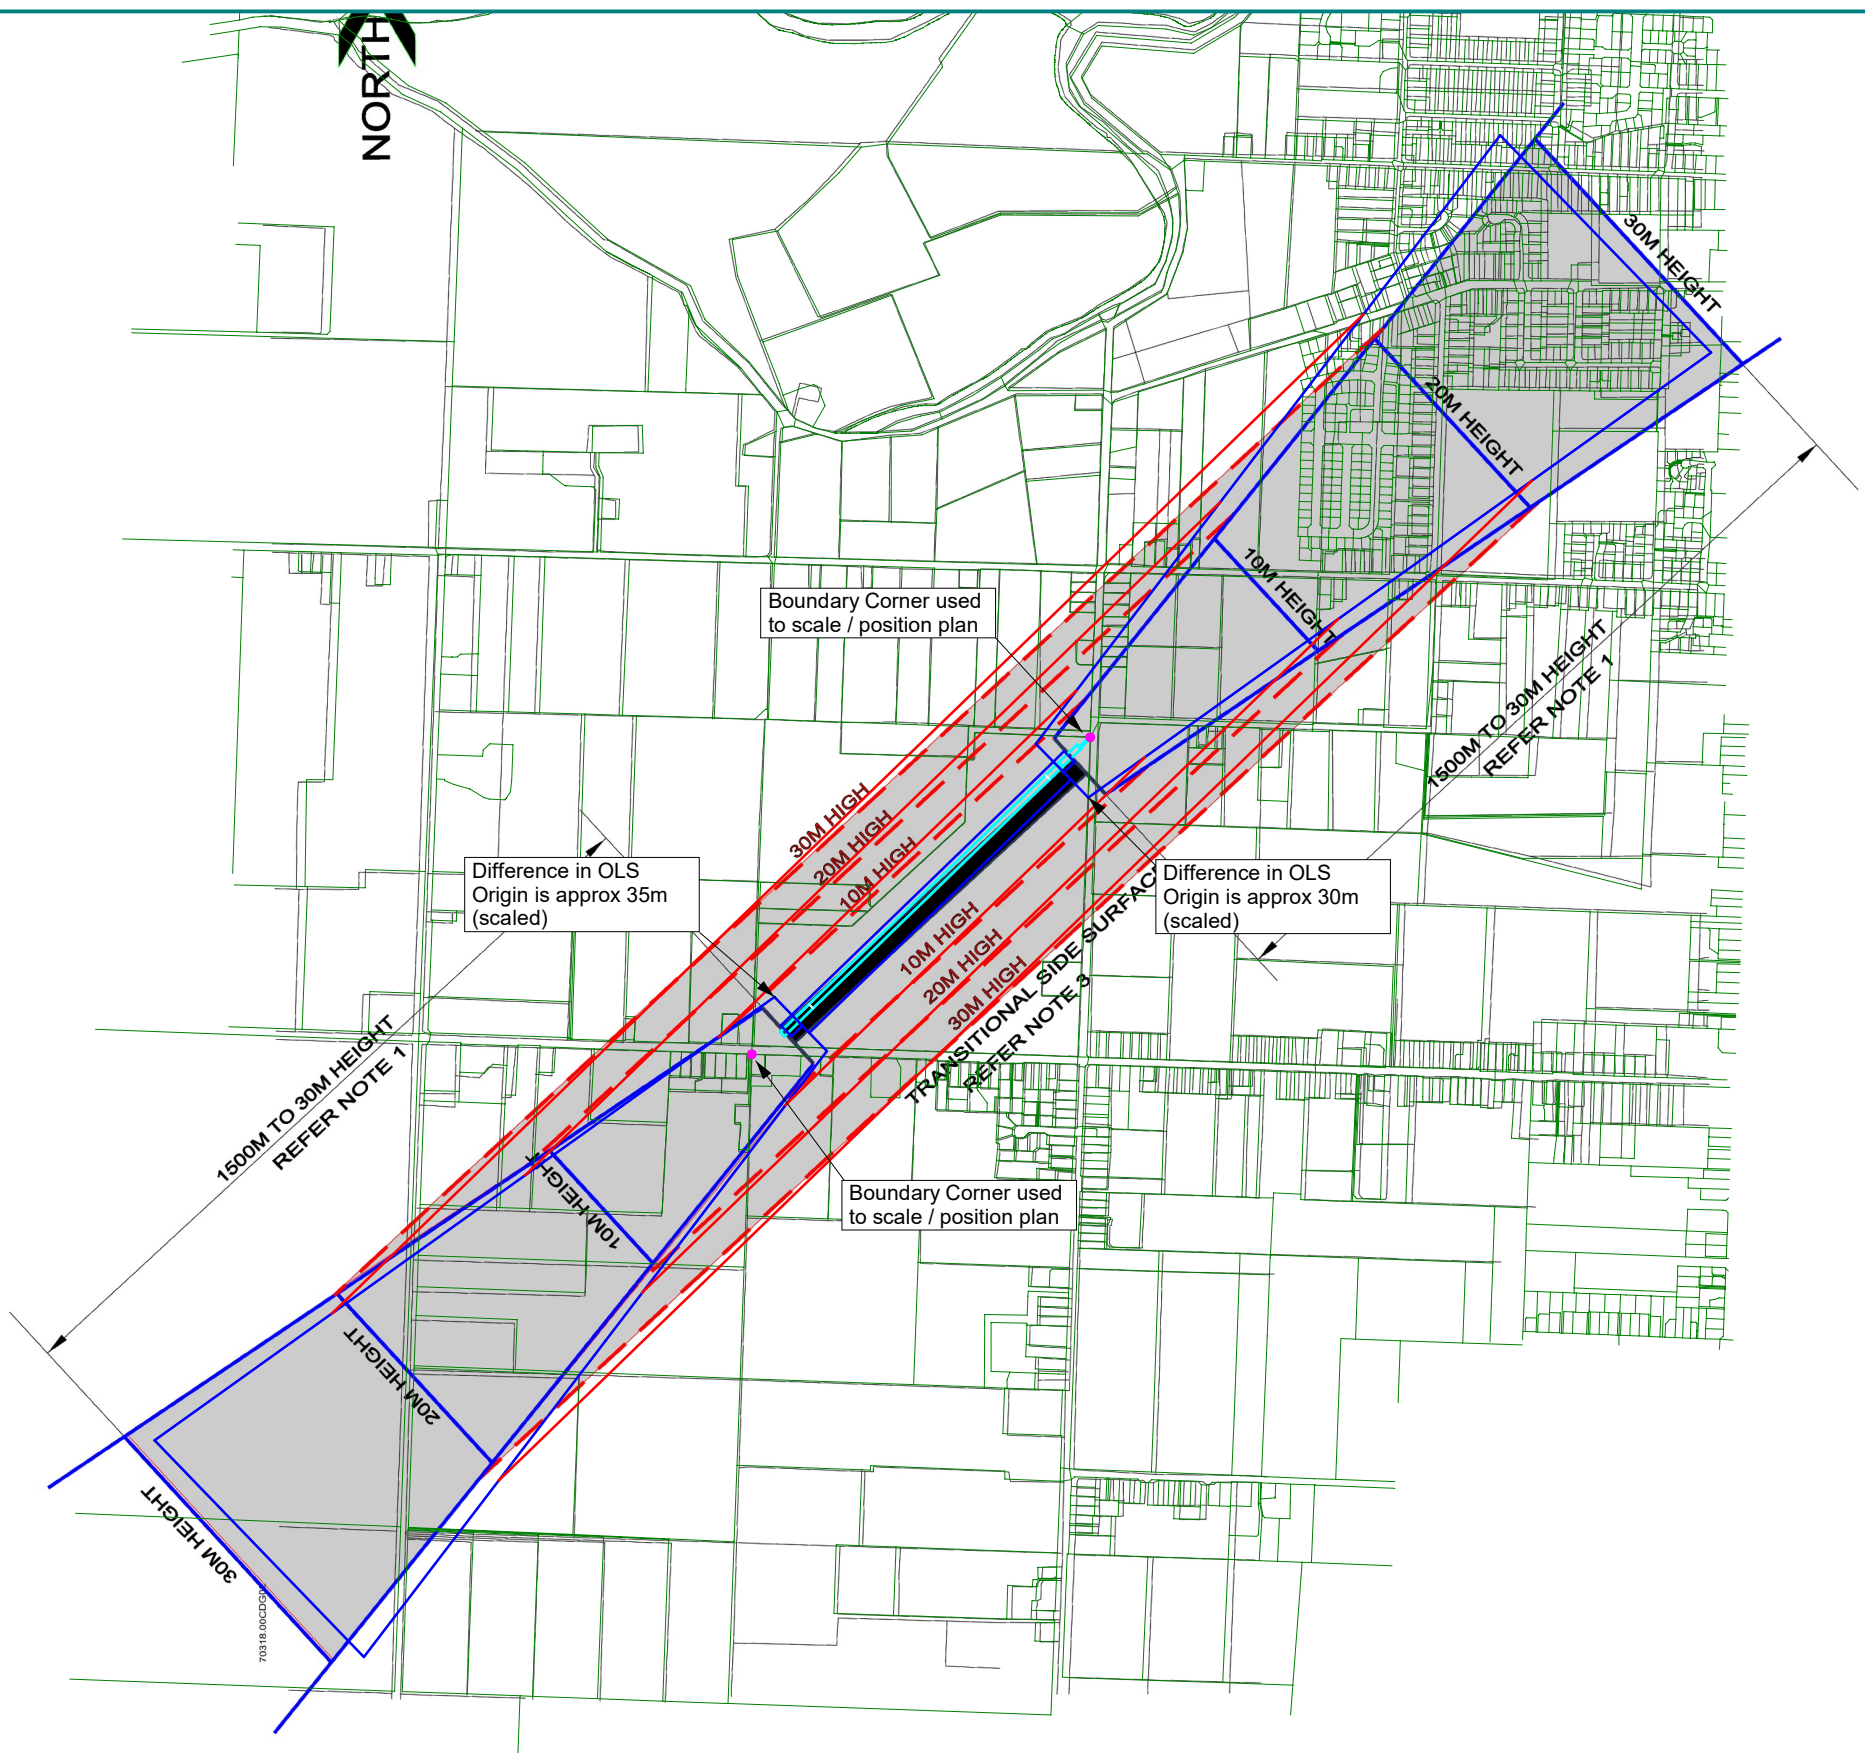 NORTH
30M HEIGHT
20M HEIGHT
10M HEIGHT
Boundary Corner used
to scale / position plan
1500M TO 30M HEIGHT
REFER NOTE 1
30M HIGH
20M HIGH
10M HIGH
Difference in OLS
Origin is approx 35m
(scaled)
Difference in OLS
Origin is approx 30m
(scaled)
10M HIGH
20M HIGH
30M HIGH
TRANSITIONAL SIDE SURFAC
REFER NOTE 3
1500M TO 30M HEIGHT
REFER NOTE 1
Boundary Corner used
to scale / position plan
10M HEIGHT
20M HEIGHT
30M HEIGHT